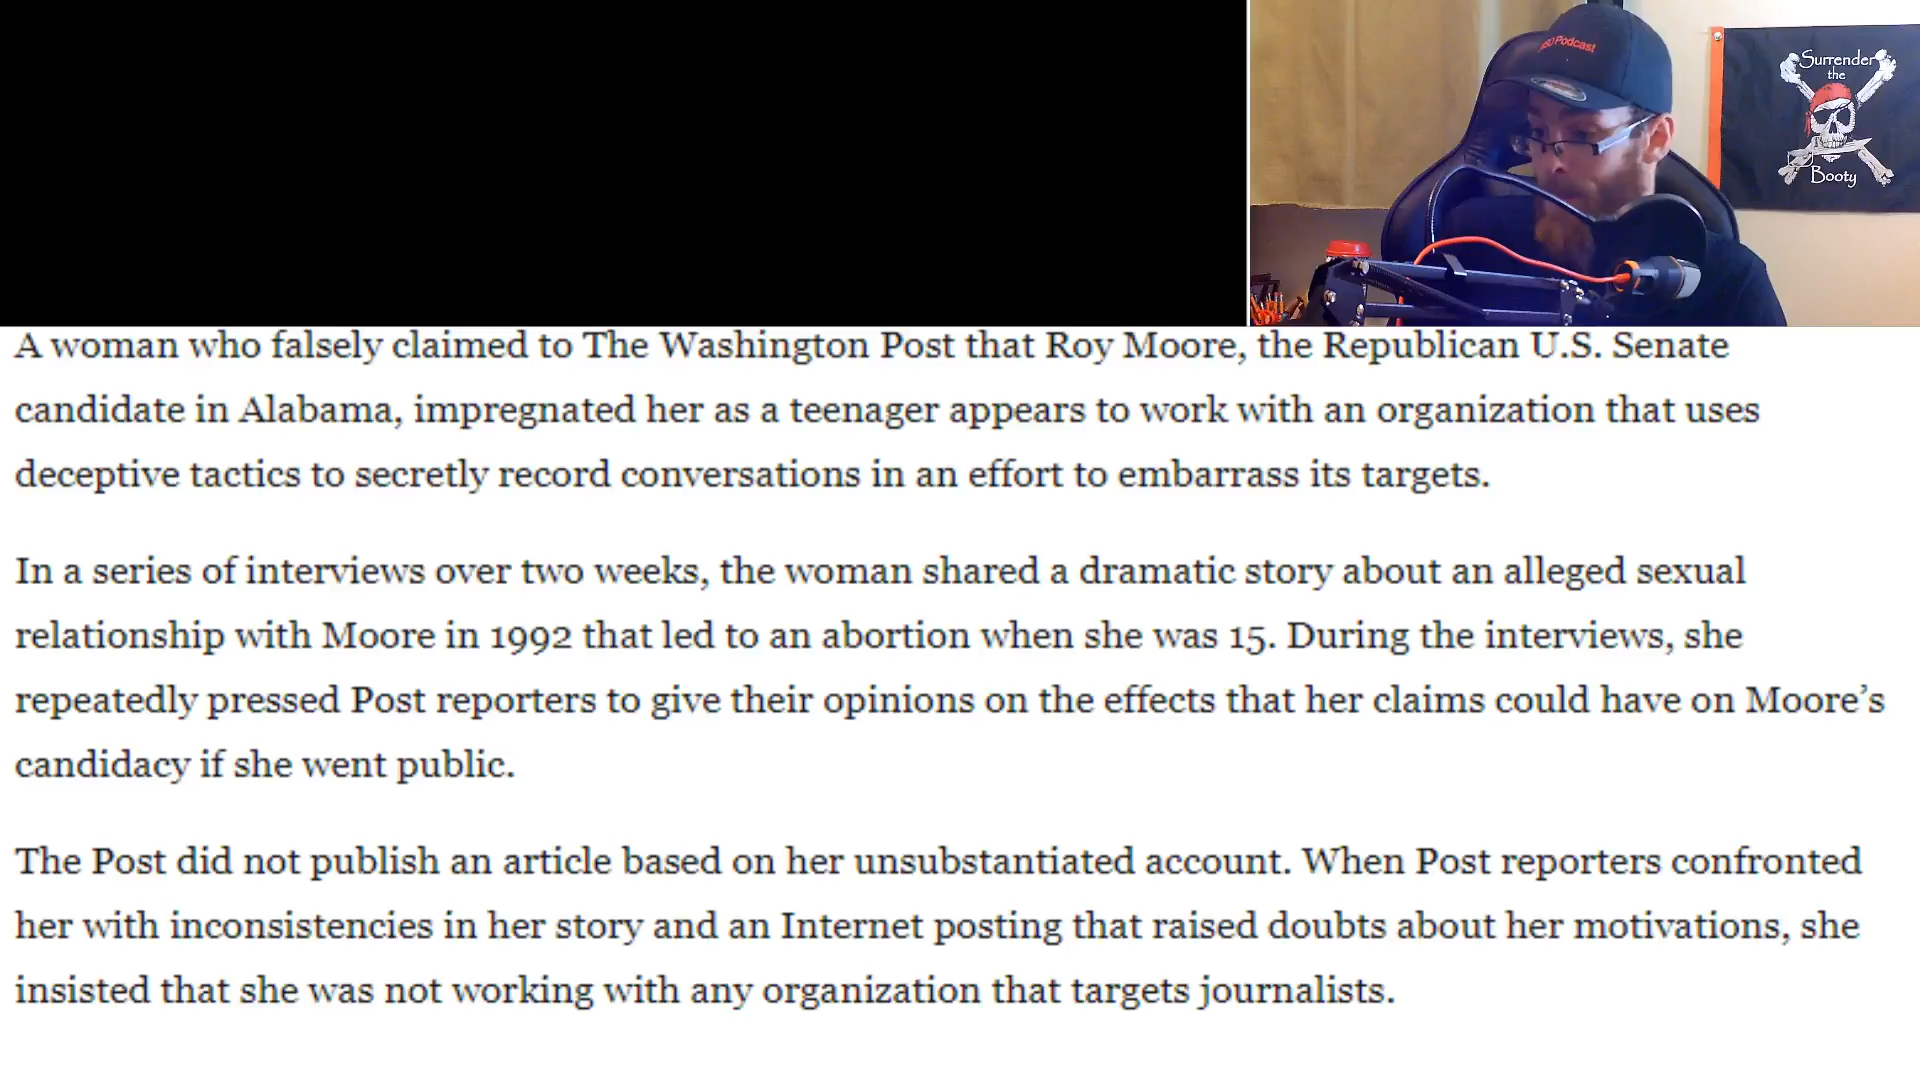 Podcast
Surrender
the
Booty
A woman who falsely claimed to The Washington Post that Roy Moore, the Republican U.S. Senate
candidate in Alabama, impregnated her as a teenager appears to work with an organization that uses
deceptive tactics to secretly record conversations in an effort to embarrass its targets.
In a series of interviews over two weeks, the woman shared a dramatic story about an alleged sexual
relationship with Moore in 1992 that led to an abortion when she was 15. During the interviews, she
repeatedly pressed Post reporters to give their opinions on the effects that her claims could have on Moore’s
candidacy if she went public.
The Post did not publish an article based on her unsubstantiated account. When Post reporters confronted
her with inconsistencies in her story and an Internet posting that raised doubts about her motivations, she
insisted that she was not working with any organization that targets journalists.